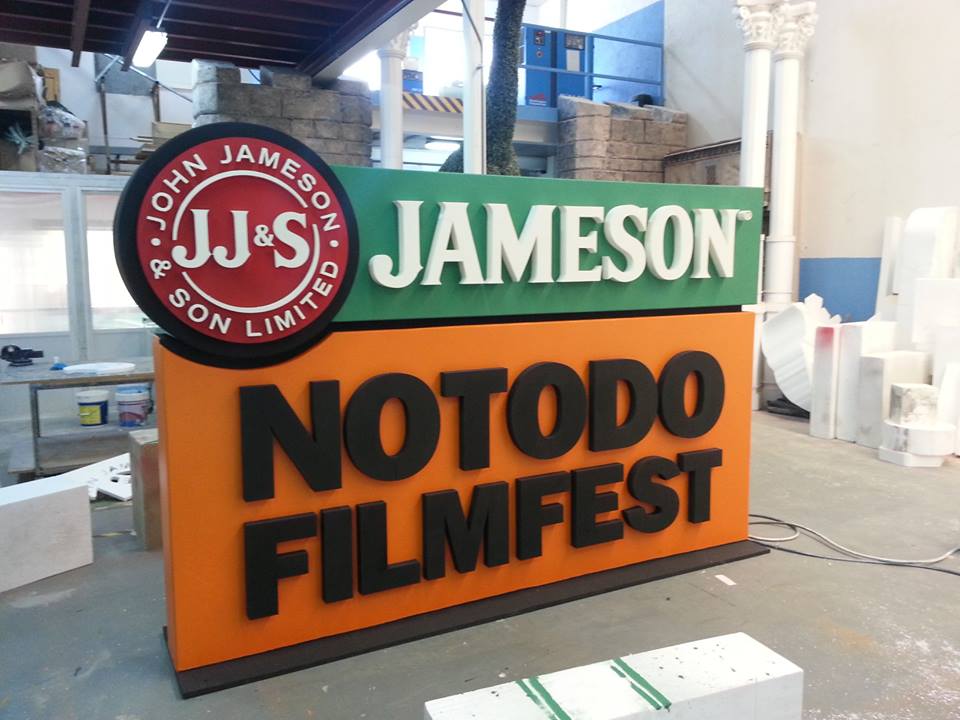 JOHN JAMESON
JJ&S
& SON LIMITED
JAMESON
NOTODO
FILMFEST